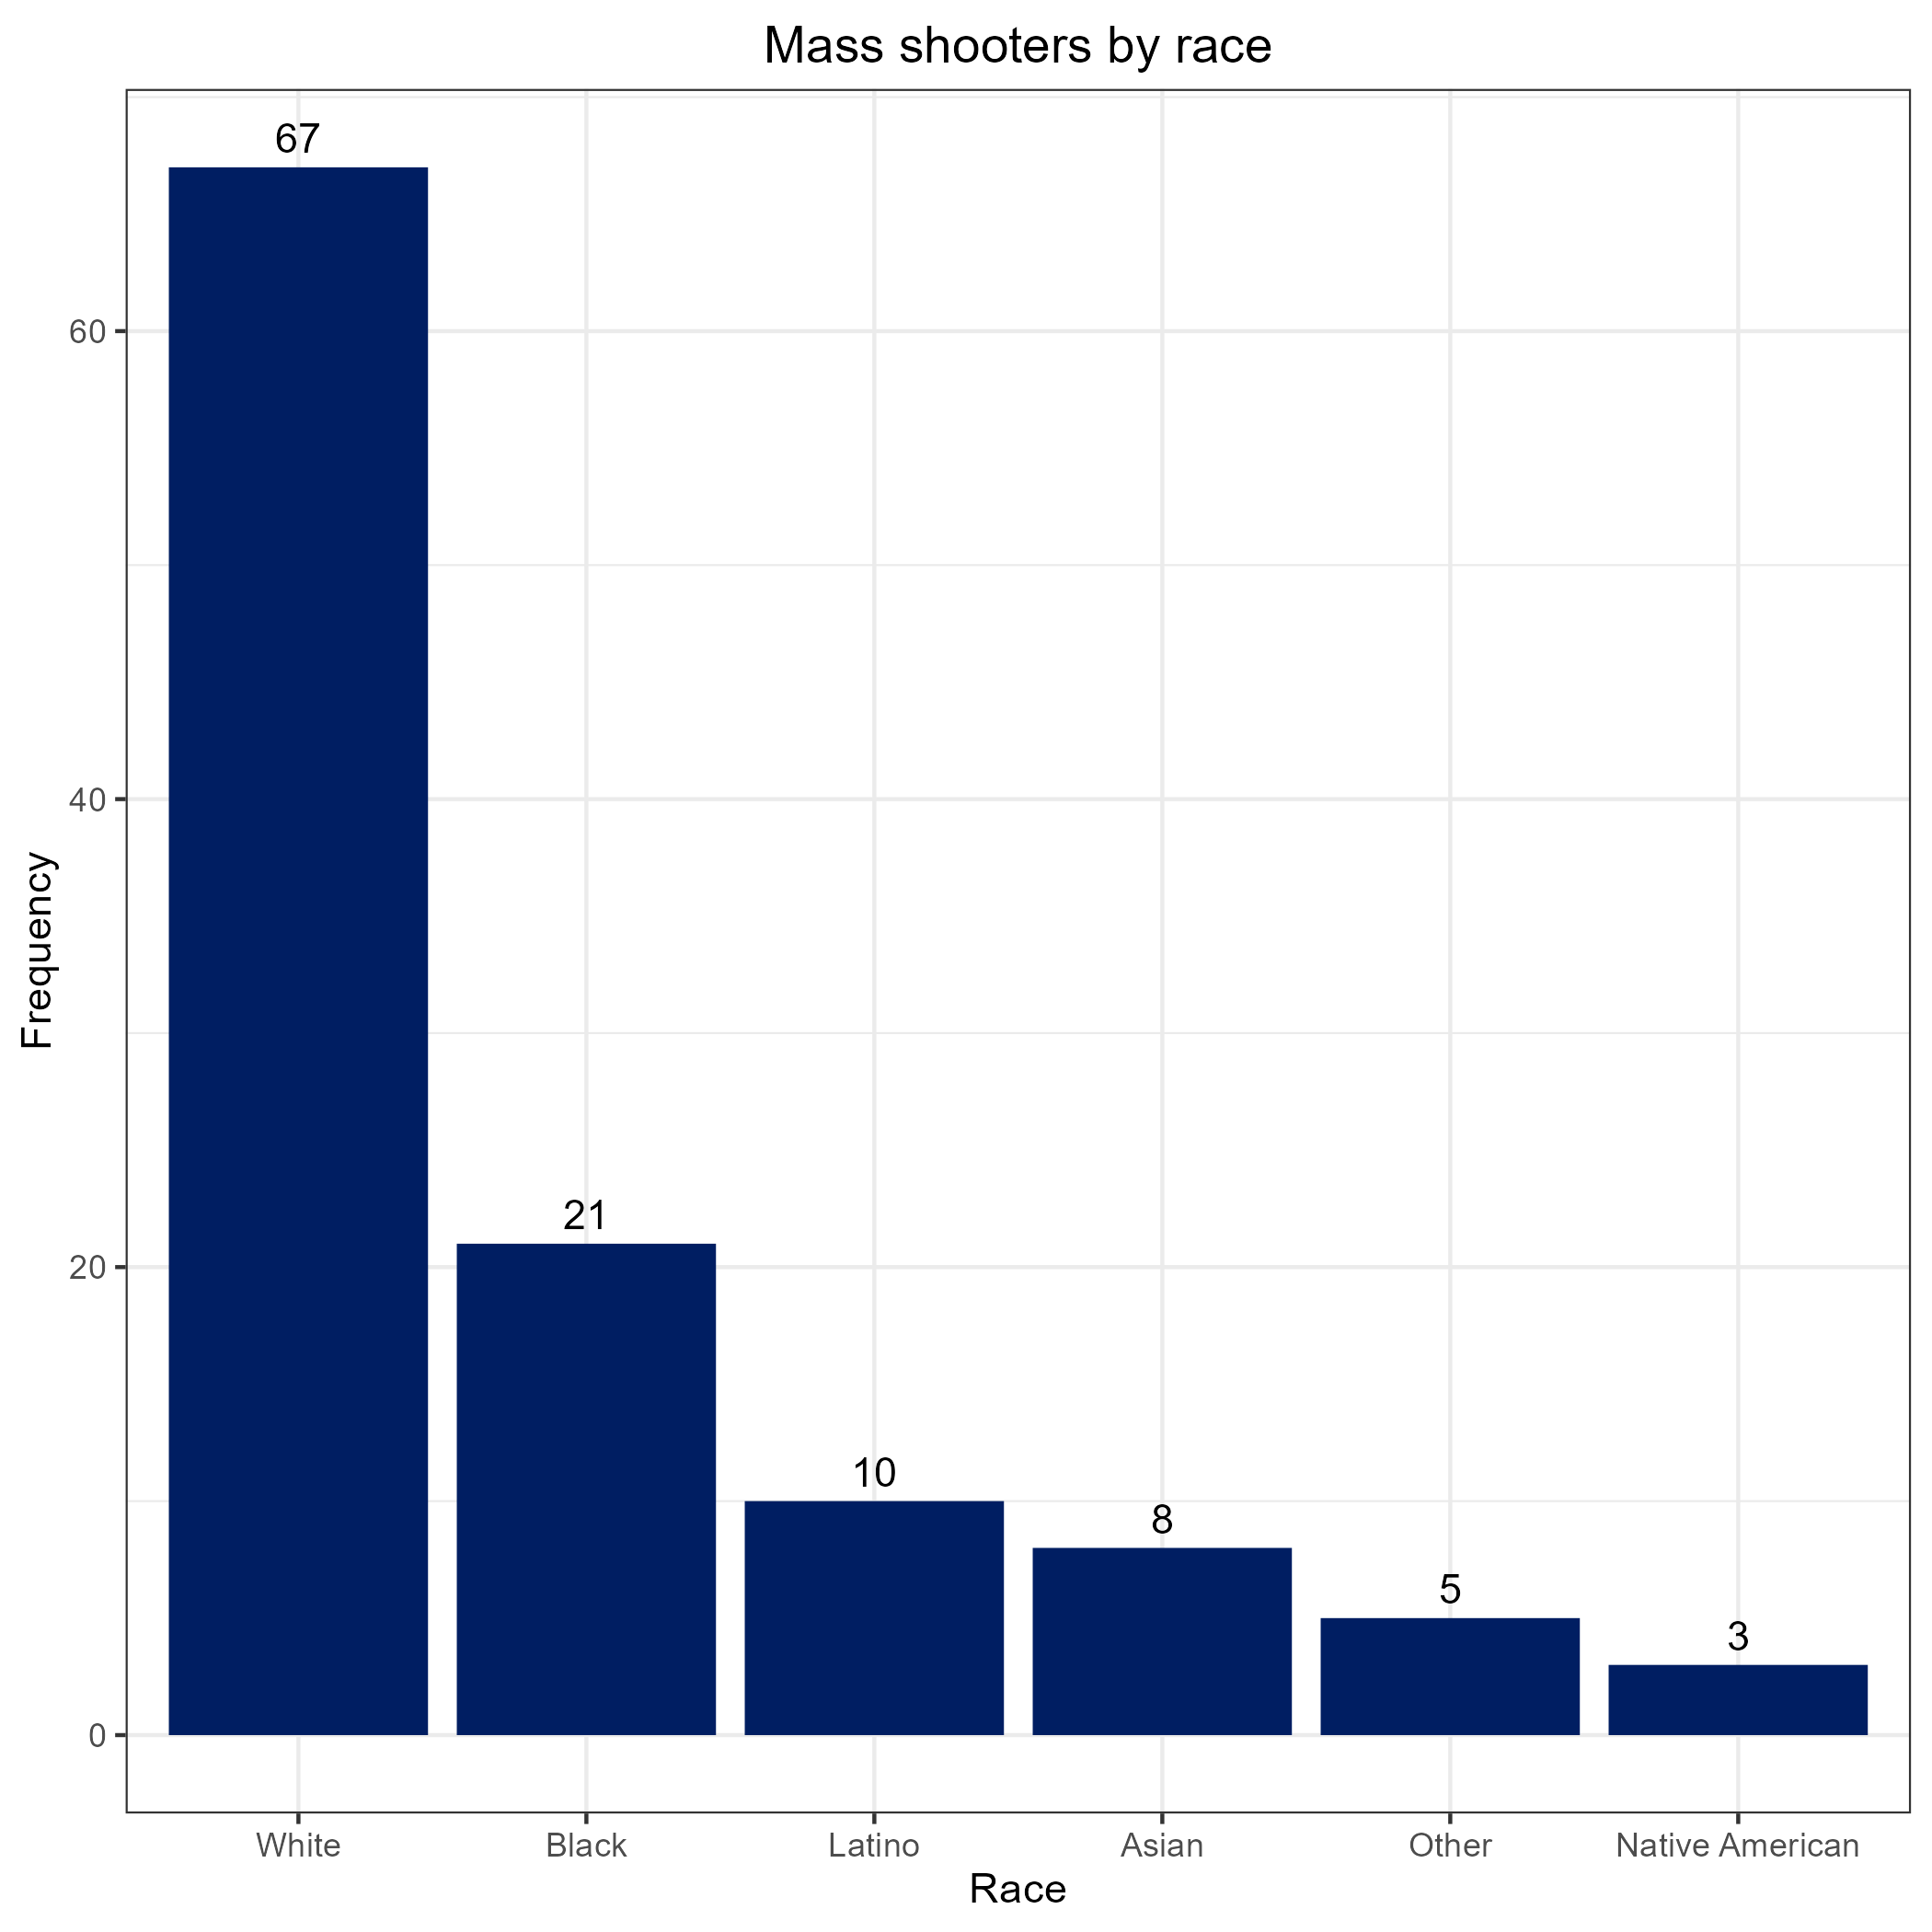 Mass shooters by race
67
60
40
21
20
10
8
5
3
0
Frequency
White Black Latino Asian Other Native American
Race